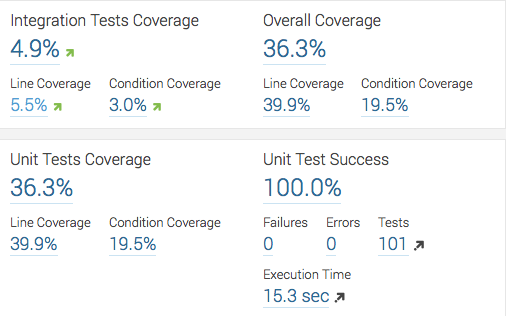 Integration Tests Coverage
4.9%
Line Coverage Condition Coverage
5.5% 3.0%
Overall Coverage
36.3%
Line Coverage Condition Coverage
39.9% 19.5%
Unit Tests Coverage
36.3%
Line Coverage Condition Coverage
39.9% 19.5%
Unit Test Success
100.0%
Failures Errors Tests
0 0 101
Execution Time
15.3 sec